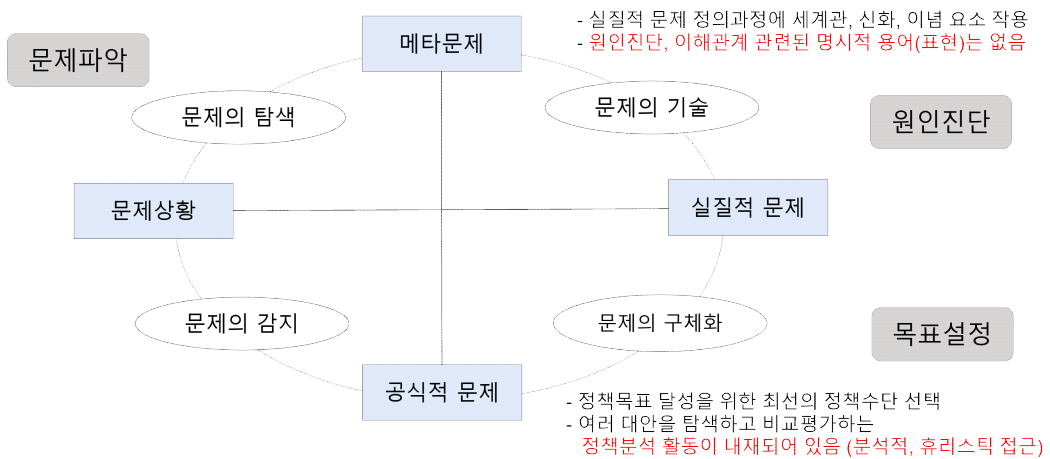 메타문제
- 실질적 문제 정의과정에 세계관, 신화, 이념 요소 작용
- 원인진단, 이해관계 관련된 명시적 용어(표현)는 없음
문제파악
문제의 탐색
문제의 기술
원인진단
문제상황
실질적 문제
문제의 감지
문제의 구체화
목표설정
공식적 문제
- 정책목표 달성을 위한 최선의 정책수단 선택
- 여러 대안을 탐색하고 비교평가하는
정책분석 활동이 내재되어 있음 (분석적, 휴리스틱 접근)